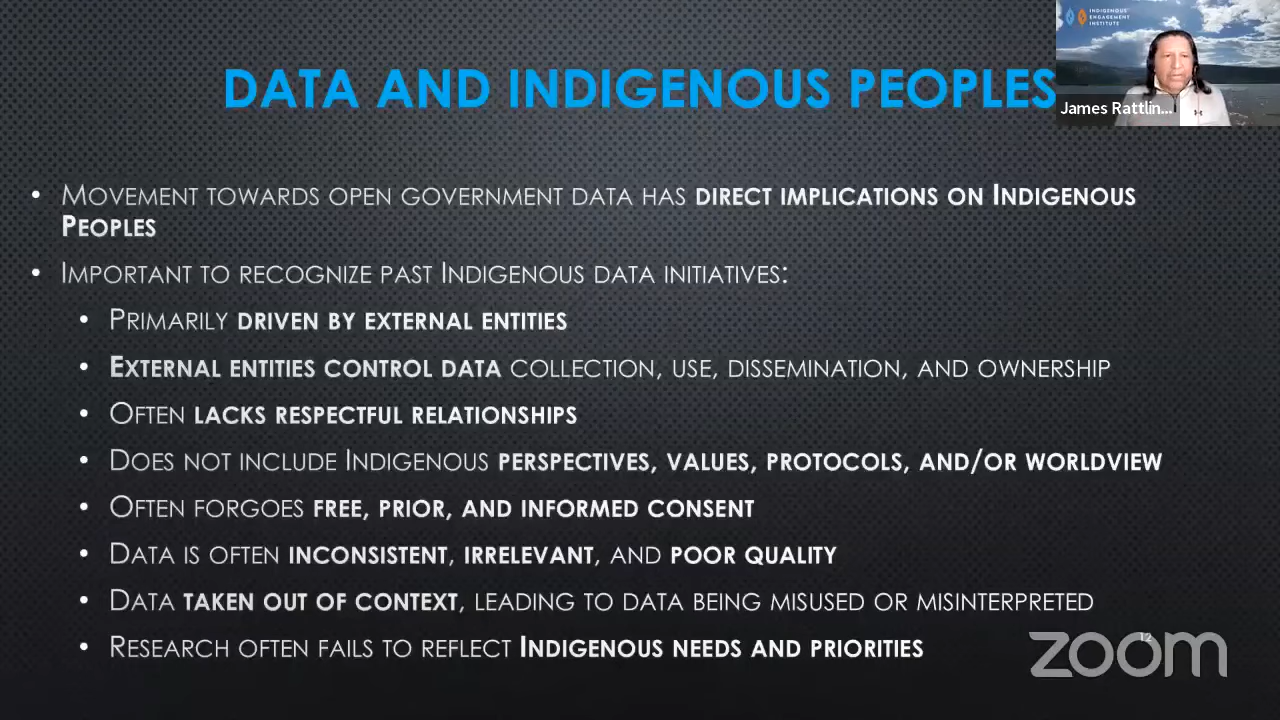 INDIGENOUS
ENGAGEMENT
INSTITUTE
DATA AND INDIGENOUS PEOPLES
James Rattlin...
• Movement towards open government data has direct implications on Indigenous
Peoples
• Important to recognize past Indigenous data initiatives:
• Primarily driven by external entities
• External entities control data collection, use, dissemination, and ownership
• Often lacks respectful relationships
• Does not include Indigenous perspectives, values, protocols, and/or worldview
• Often forgoes free, prior, and informed consent
• Data is often inconsistent, irrelevant, and poor quality
• Data taken out of context, leading to data being misused or misinterpreted
• Research often fails to reflect Indigenous needs and priorities
12
zoom